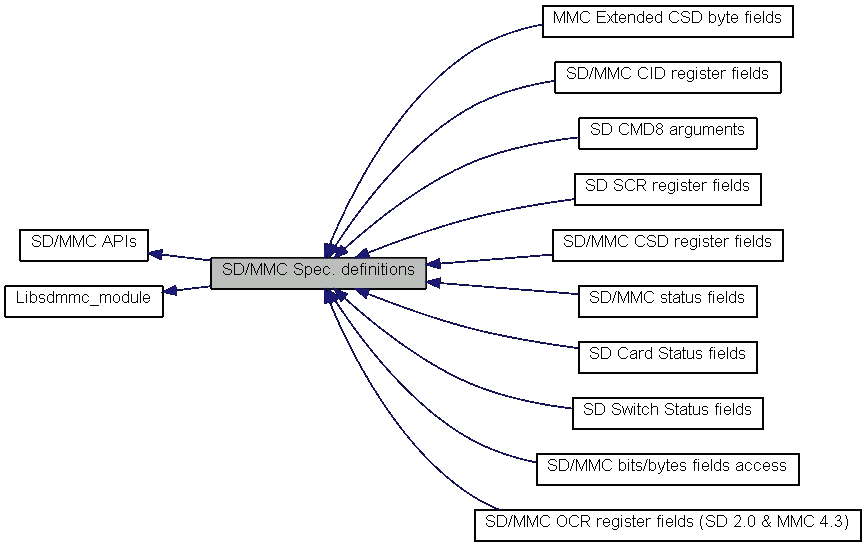 MMC Extended CSD byte fields
SD/MMC CID register fields
SD CMD8 arguments
SD SCR register fields
SD/MMC APIs
SD/MMC CSD register fields
SD/MMC Spec. definitions
Libsdmmc_module
SD/MMC status fields
SD Card Status fields
SD Switch Status fields
SD/MMC bits/bytes fields access
SD/MMC OCR register fields (SD 2.0 & MMC 4.3)